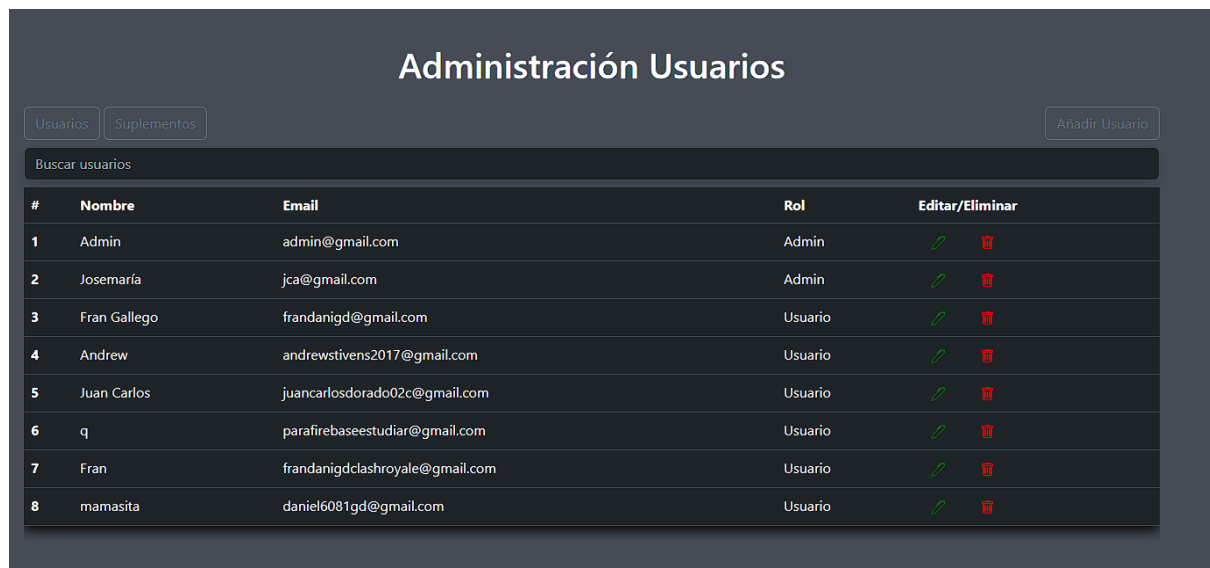 Administración Usuarios
Usuarios Suplementos Añadir Usuario
Buscar usuarios
# Nombre Email Rol Editar/Eliminar
1 Admin admin@gmail.com Admin
2 Josemaría jca@gmail.com Admin
3 Fran Gallego frandanigd@gmail.com Usuario
4 Andrew andrewstivens2017@gmail.com Usuario
5 Juan Carlos juancarlosdorado02c@gmail.com Usuario
6 q parafirebaseestudiar@gmail.com Usuario
7 Fran frandanigdclashroyale@gmail.com Usuario
8 mamasita daniel6081gd@gmail.com Usuario